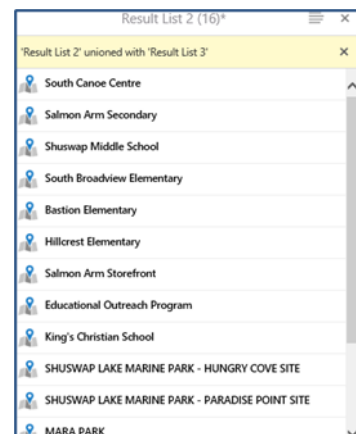 Result List 2 (16)*
'Result List 2' unioned with 'Result List 3'
South Canoe Centre
Salmon Arm Secondary
Shuswap Middle School
South Broadview Elementary
Bastion Elementary
Hillcrest Elementary
Salmon Arm Storefront
Educational Outreach Program
King's Christian School
SHUSWAP LAKE MARINE PARK - HUNGRY COVE SITE
SHUSWAP LAKE MARINE PARK - PARADISE POINT SITE
MARA PARK